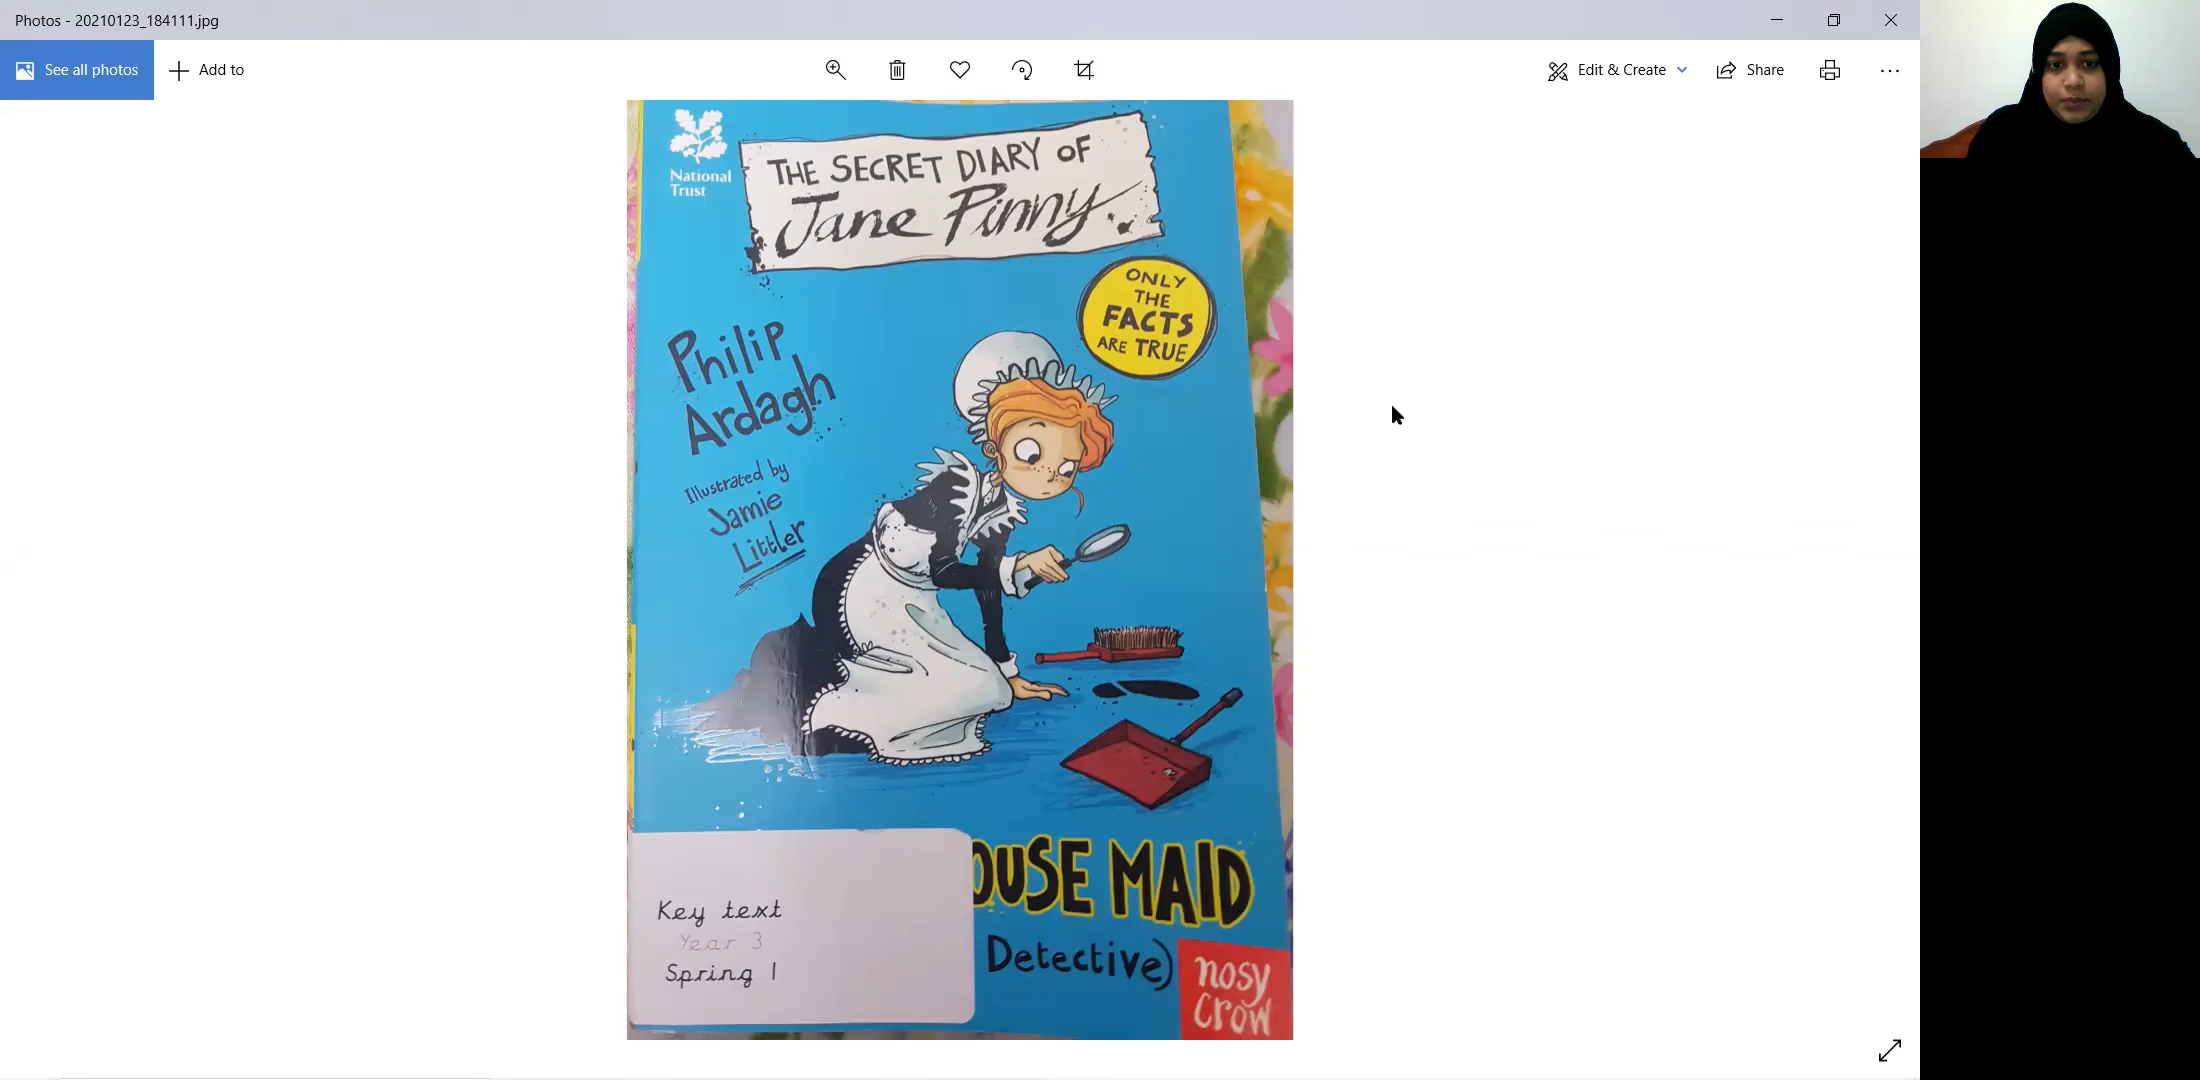 Photos - 20210123_184111.jpg
See all photos
Add to
Edit & Create
Share
National
Trust
THE SECRET DIARY OF
Jane Pinny
ONLY
THE
FACTS
ARE TRUE
Philip
Ardagh
Illustrated by
Jamie
Littler
OUSE MAID
Detective)
Key text
Year 3
Spring 1
nosy
crow